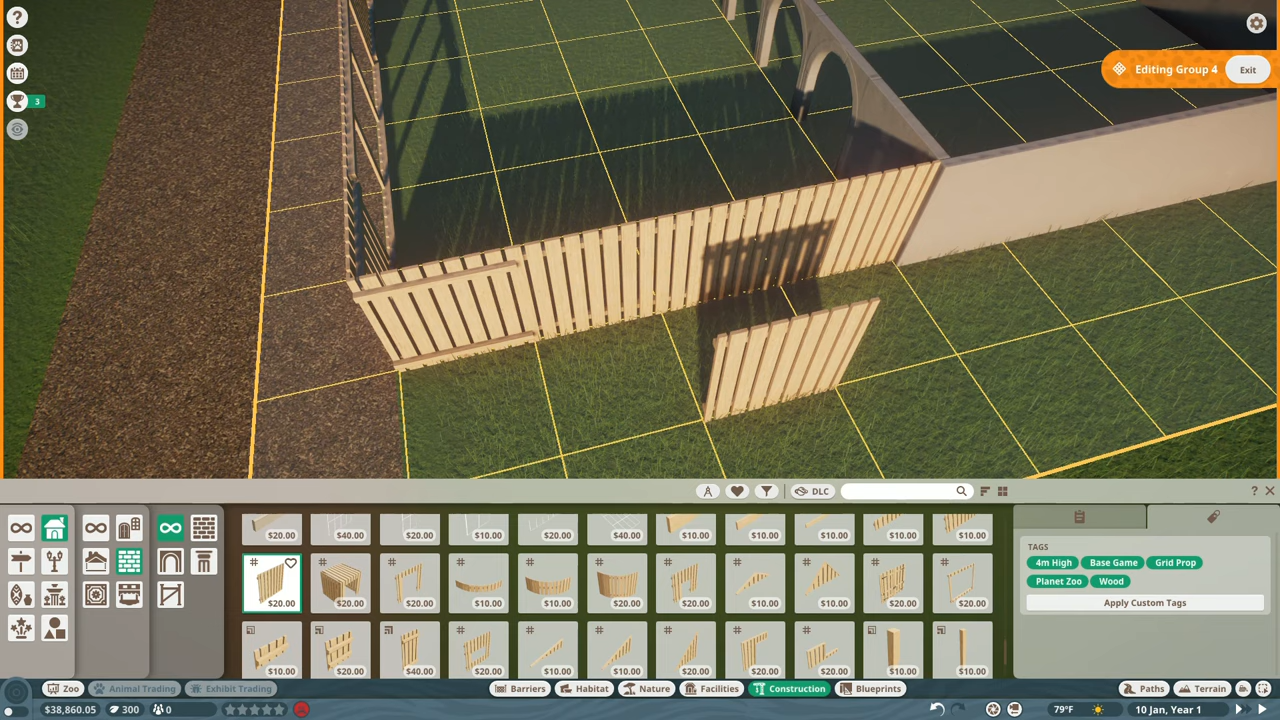 ?
Editing Group 4
Exit
3
DLC
?
$20.00 $40.00 $20.00 $10.00 $20.00 $40.00 $10.00 $10.00 $10.00 $20.00 $10.00
TAGS
$20.00 $20.00 $20.00 $10.00 $10.00 $20.00 $20.00 $10.00 $10.00 $20.00 $20.00
4m High Base Game Grid Prop
Planet Zoo Wood
Apply Custom Tags
$10.00 $20.00 $40.00 $20.00 $10.00 $10.00 $20.00 $20.00 $20.00 $10.00 $10.00
Zoo Animal Trading Exhibit Trading Barriers Habitat Nature Facilities Construction Blueprints Paths Terrain
$38,860.05 300 0 79°F 10 Jan, Year 1